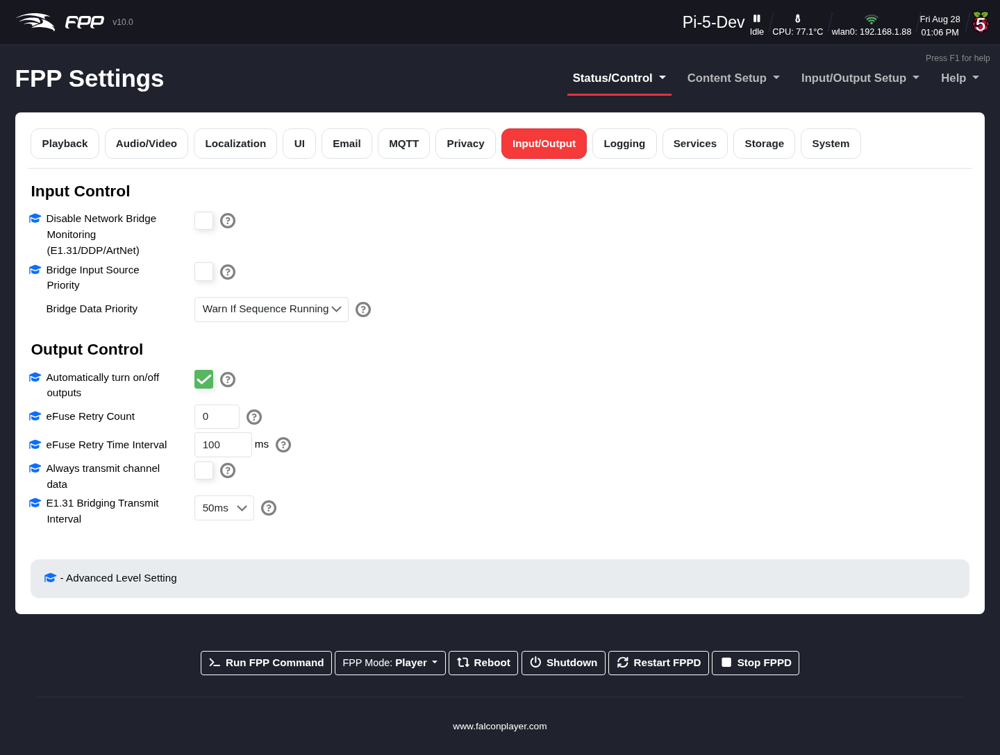 FPP v10.0
Pi-5-Dev
Idle
CPU: 77.1°C
wlan0: 192.168.1.88
Fri Aug 28
01:06 PM
5
Press F1 for help
FPP Settings
Status/Control Content Setup Input/Output Setup Help
Playback Audio/Video Localization UI Email MQTT Privacy Input/Output Logging Services Storage System
Input Control
Disable Network Bridge
Monitoring
(E1.31/DDP/ArtNet)
Bridge Input Source
Priority
Bridge Data Priority Warn If Sequence Running
Output Control
Automatically turn on/off
outputs
eFuse Retry Count 0
eFuse Retry Time Interval 100 ms
Always transmit channel
data
E1.31 Bridging Transmit
Interval
50ms
- Advanced Level Setting
Run FPP Command FPP Mode: Player Reboot Shutdown Restart FPPD Stop FPPD
www.falconplayer.com